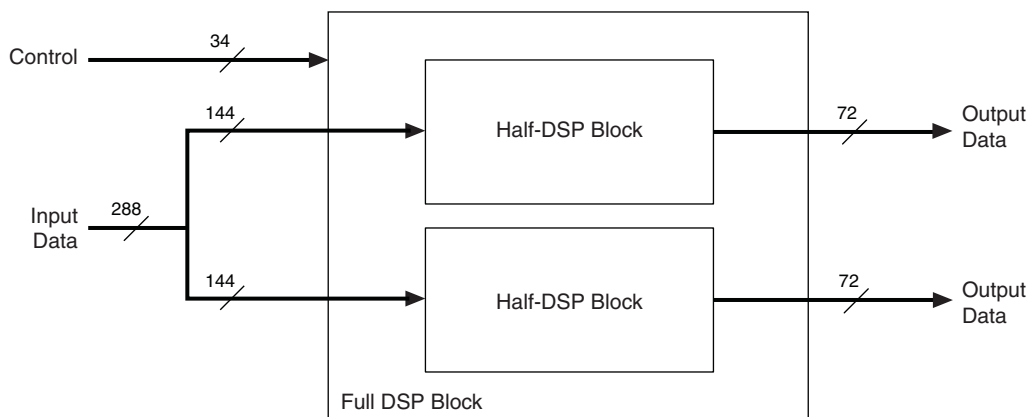 34
Control
144
Half-DSP Block
72
Output
Data
288
Input
Data
144
Half-DSP Block
72
Output
Data
Full DSP Block